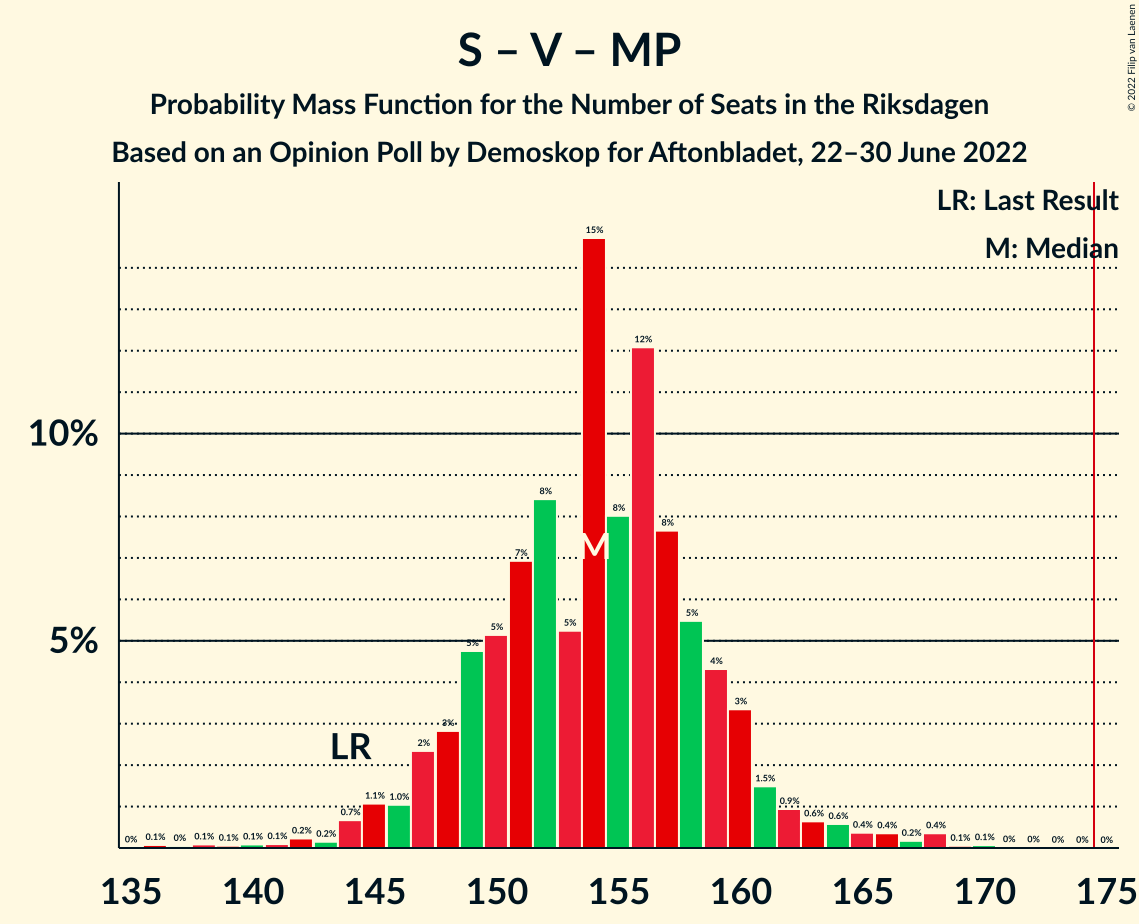 S – V – MP
Probability Mass Function for the Number of Seats in the Riksdagen
Based on an Opinion Poll by Demoskop for Aftonbladet, 22–30 June 2022
© 2022 Filip van Laenen
LR: Last Result
M: Median
15%
12%
10%
8%
8%
8%
7%
M
5%
5%
5%
5%
5%
4%
3%
3%
LR
2%
1.5%
0% 0.1% 0% 0.1% 0.1% 0.1% 0.1% 0.2% 0.2% 0.7% 1.1% 1.0% 0.9% 0.6% 0.6% 0.4% 0.4% 0.2% 0.4% 0.1% 0.1% 0% 0% 0% 0% 0%
135 140 145 150 155 160 165 170 175